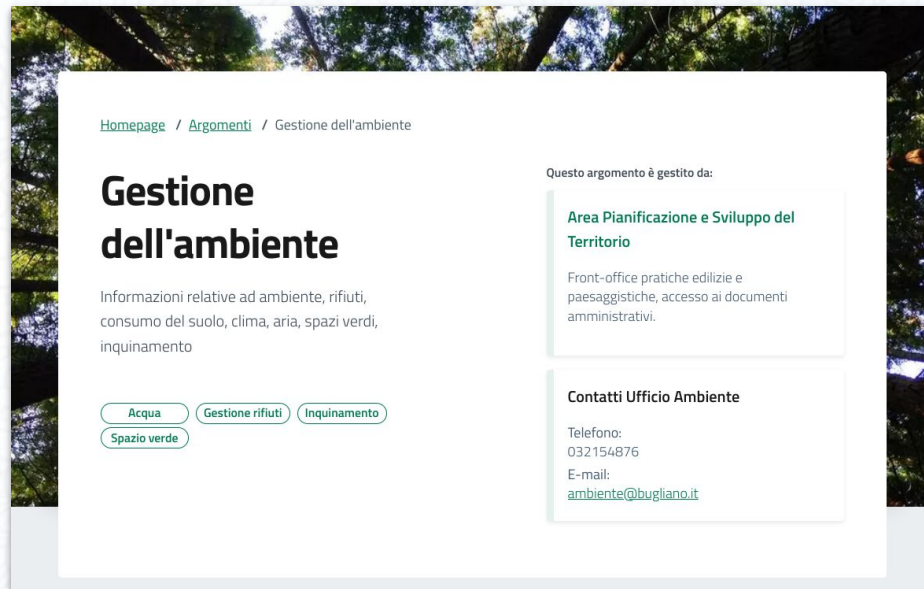 Homepage / Argomenti / Gestione dell'ambiente
Gestione
dell'ambiente
Informazioni relative ad ambiente, rifiuti,
consumo del suolo, clima, aria, spazi verdi,
inquinamento
Acqua
Gestione rifiuti
Inquinamento
Spazio verde
Questo argomento è gestito da:
Area Pianificazione e Sviluppo del
Territorio
Front-office pratiche edilizie e
paesaggistiche, accesso ai documenti
amministrativi.
Contatti Ufficio Ambiente
Telefono:
032154876
E-mail:
ambiente@bugliano.it